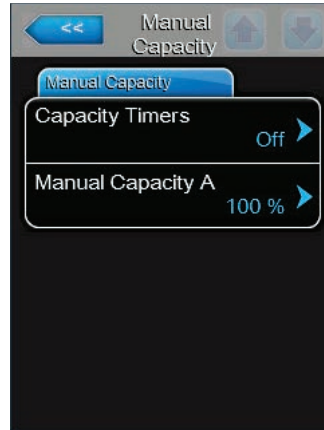 <<
Manual
Capacity
Manual Capacity
Capacity Timers
Off
Manual Capacity A
100 %